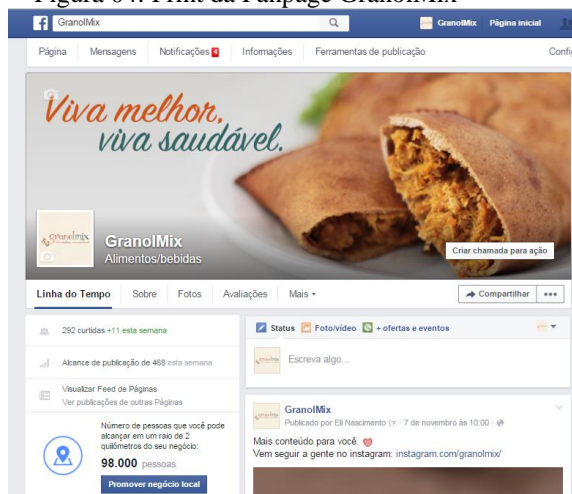 Figura 04: Print da Fanpage GranolMix
GranolMix
GranolMix Página inicial
Página Mensagens Notificações 4 Informações Ferramentas de publicação
Viva melhor,
viva saudável.
granolmix
GranolMix
Alimentos/bebidas
Criar chamada para ação
Linha do Tempo Sobre Fotos Avaliações Mais
Compartilhar
292 curtidas +11 esta semana
Alcance de publicação de 468 esta semana
Visualizar Feed de Páginas
Ver publicações de outras Páginas
Número de pessoas que você pode
alcançar em um raio de 2
quilômetros do seu negócio:
98.000 pessoas
Promover negócio local
Status Foto/vídeo + ofertas e eventos
Escreva algo...
GranolMix
Publicado por Eli Nascimento [?] · 7 de novembro às 10:00 ·
Mais conteúdo para você.
Vem seguir a gente no instagram: instagram.com/granolmix/